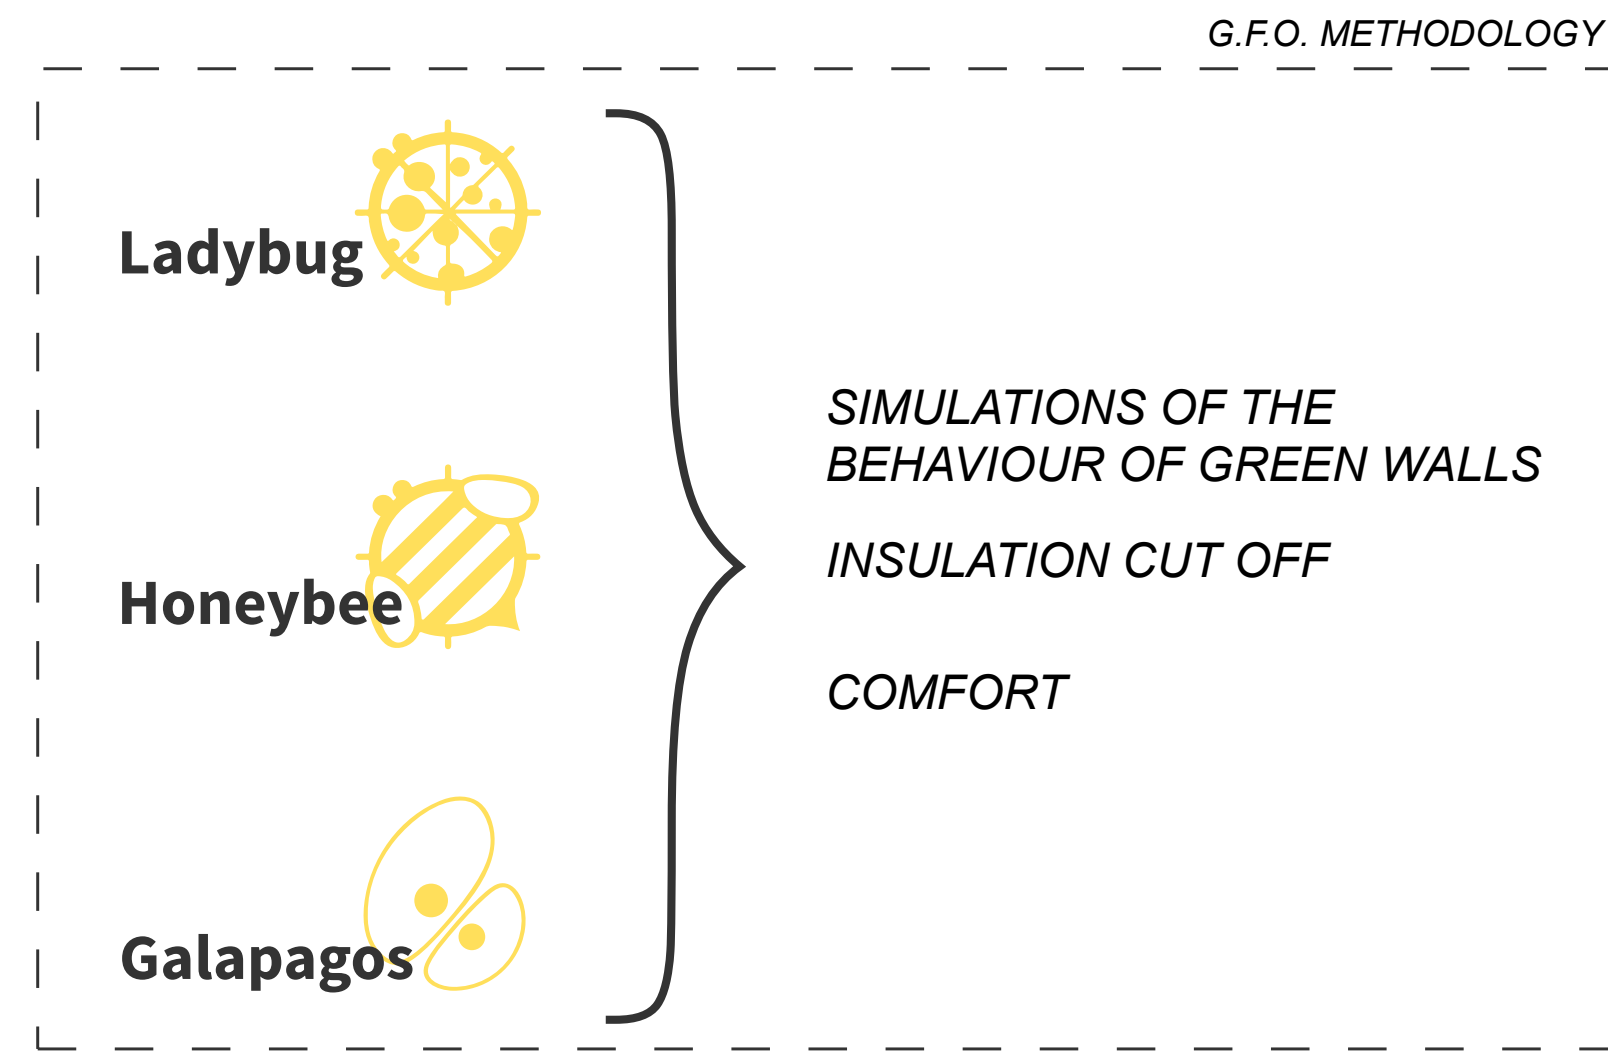 G.F.O. METHODOLOGY
Ladybug
Honeybee
Galapagos
SIMULATIONS OF THE
BEHAVIOUR OF GREEN WALLS
INSULATION CUT OFF
COMFORT